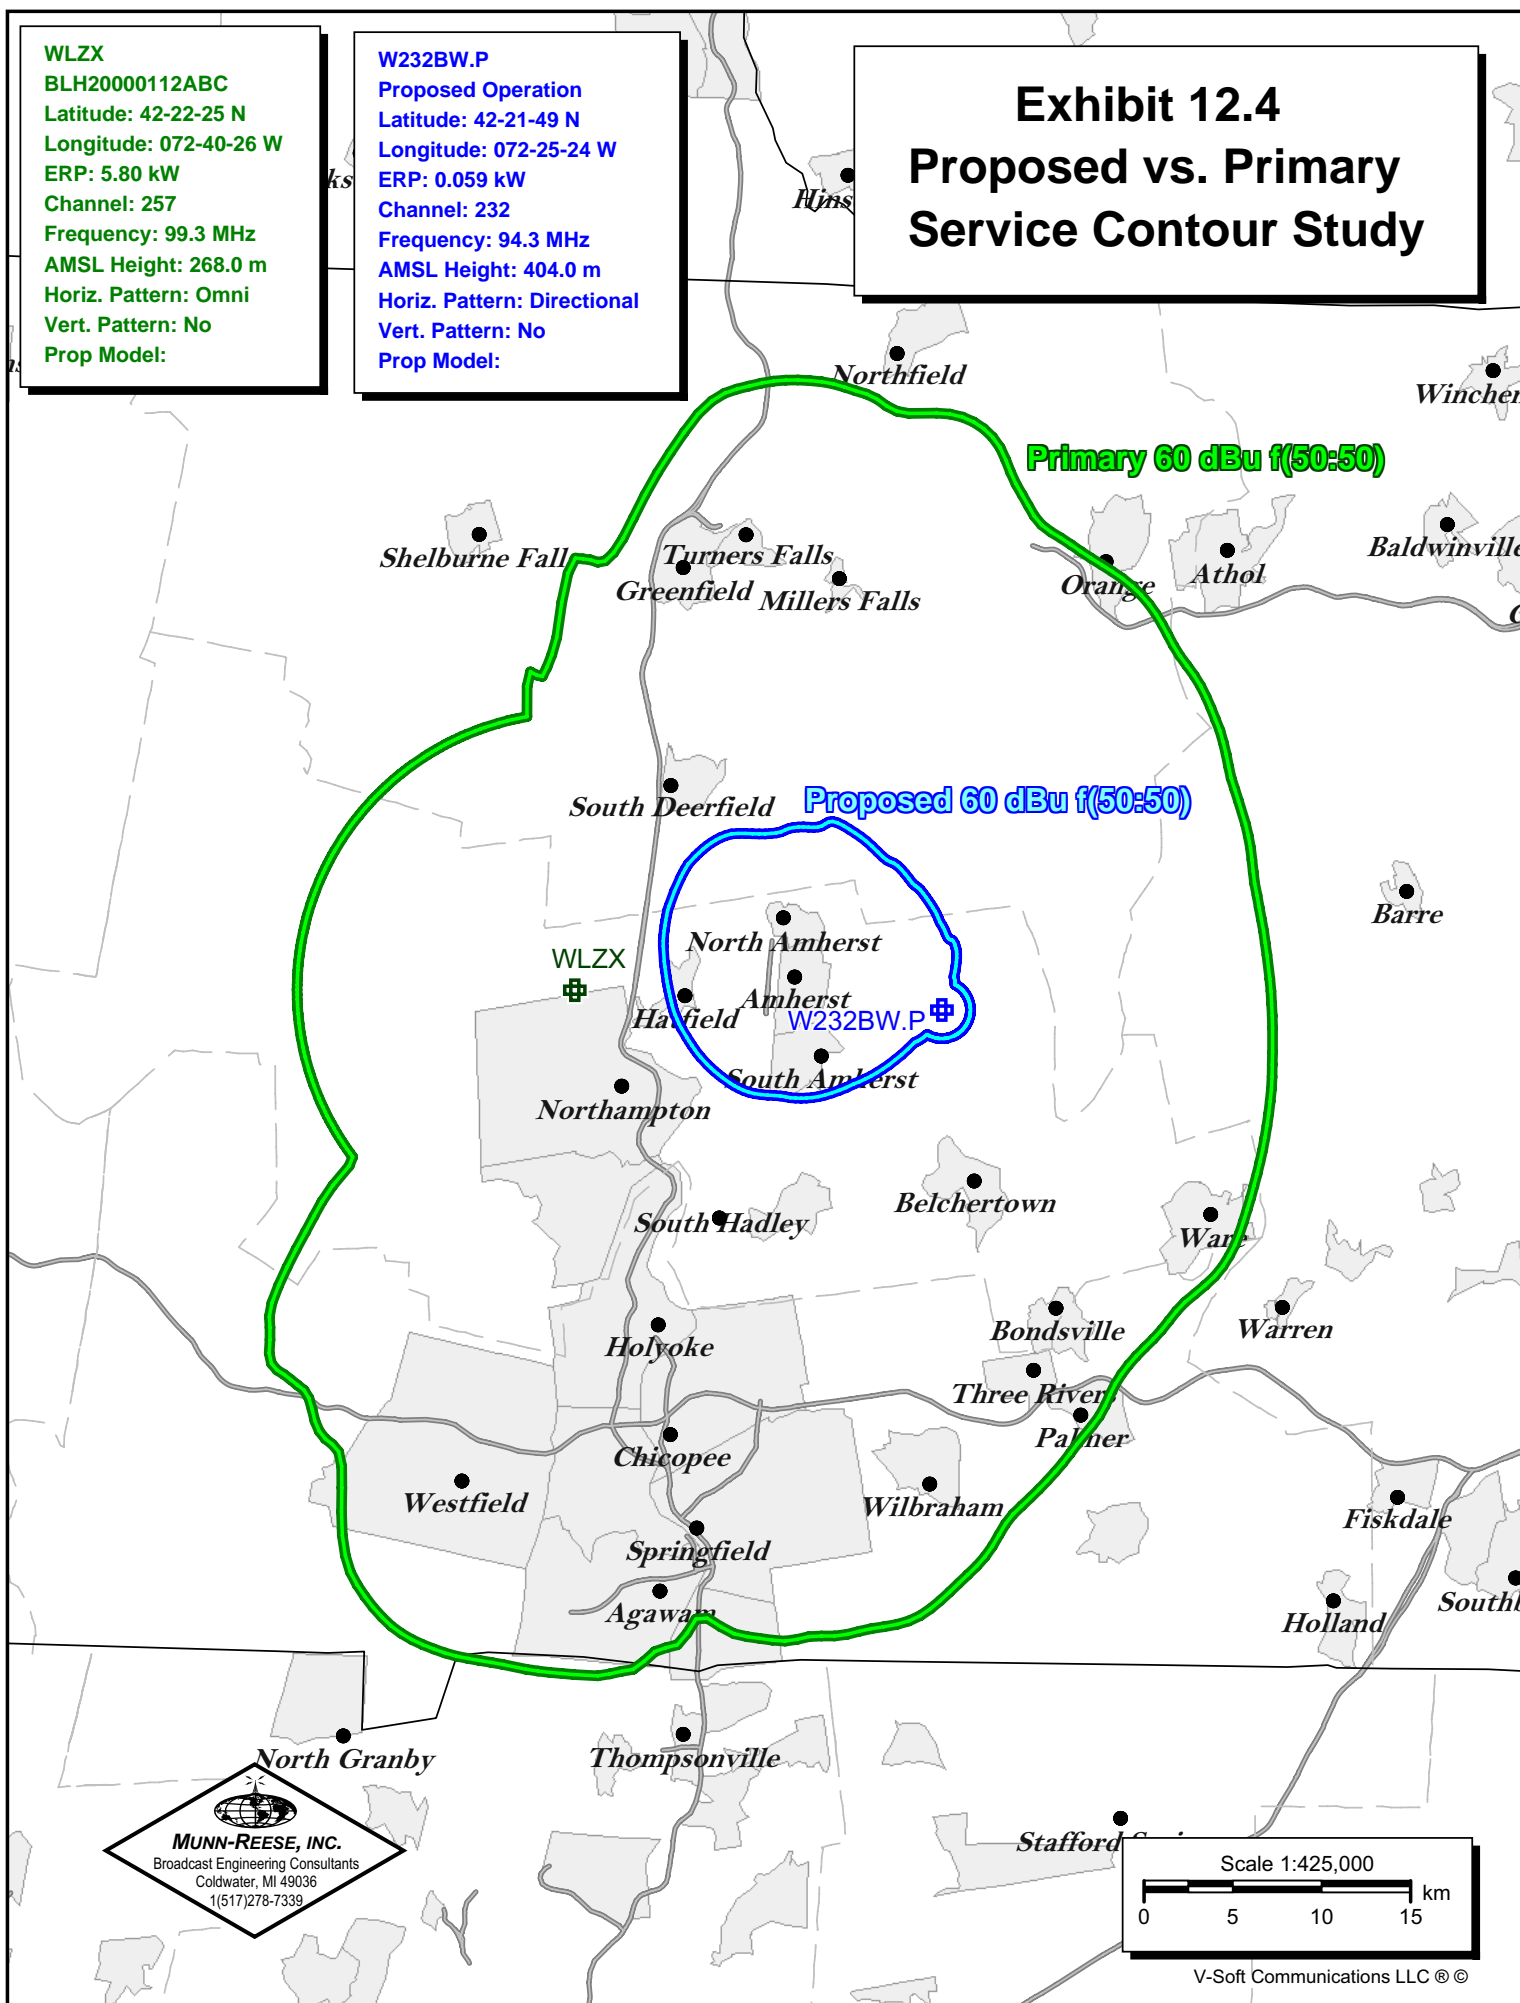 WLZX
BLH20000112ABC
Latitude: 42-22-25 N
Longitude: 072-40-26 W
ERP: 5.80 kW
Channel: 257
Frequency: 99.3 MHz
AMSL Height: 268.0 m
Horiz. Pattern: Omni
Vert. Pattern: No
Prop Model:
W232BW.P
Proposed Operation
Latitude: 42-21-49 N
Longitude: 072-25-24 W
ERP: 0.059 kW
Channel: 232
Frequency: 94.3 MHz
AMSL Height: 404.0 m
Horiz. Pattern: Directional
Vert. Pattern: No
Prop Model:
Exhibit 12.4
Proposed vs. Primary
Service Contour Study
Hins
Northfield
Winchen
Primary 60 dBu f(50:50)
Shelburne Fall
Turners Falls
Greenfield
Millers Falls
Orange
Athol
Baldwinville
South Deerfield
Proposed 60 dBu f(50:50)
Barre
North Amherst
WLZX
Amherst
Hatfield
W232BW.P
South Amherst
Northampton
Belchertown
South Hadley
Ware
Bondsville
Warren
Holyoke
Three Rivers
Palmer
Chicopee
Westfield
Wilbraham
Fiskdale
Springfield
Agawam
Holland
Southb
North Granby
Thompsonville
Stafford
MUNN-REESE, INC.
Broadcast Engineering Consultants
Coldwater, MI 49036
1(517)278-7339
Scale 1:425,000
km
0 5 10 15
V-Soft Communications LLC ® ©